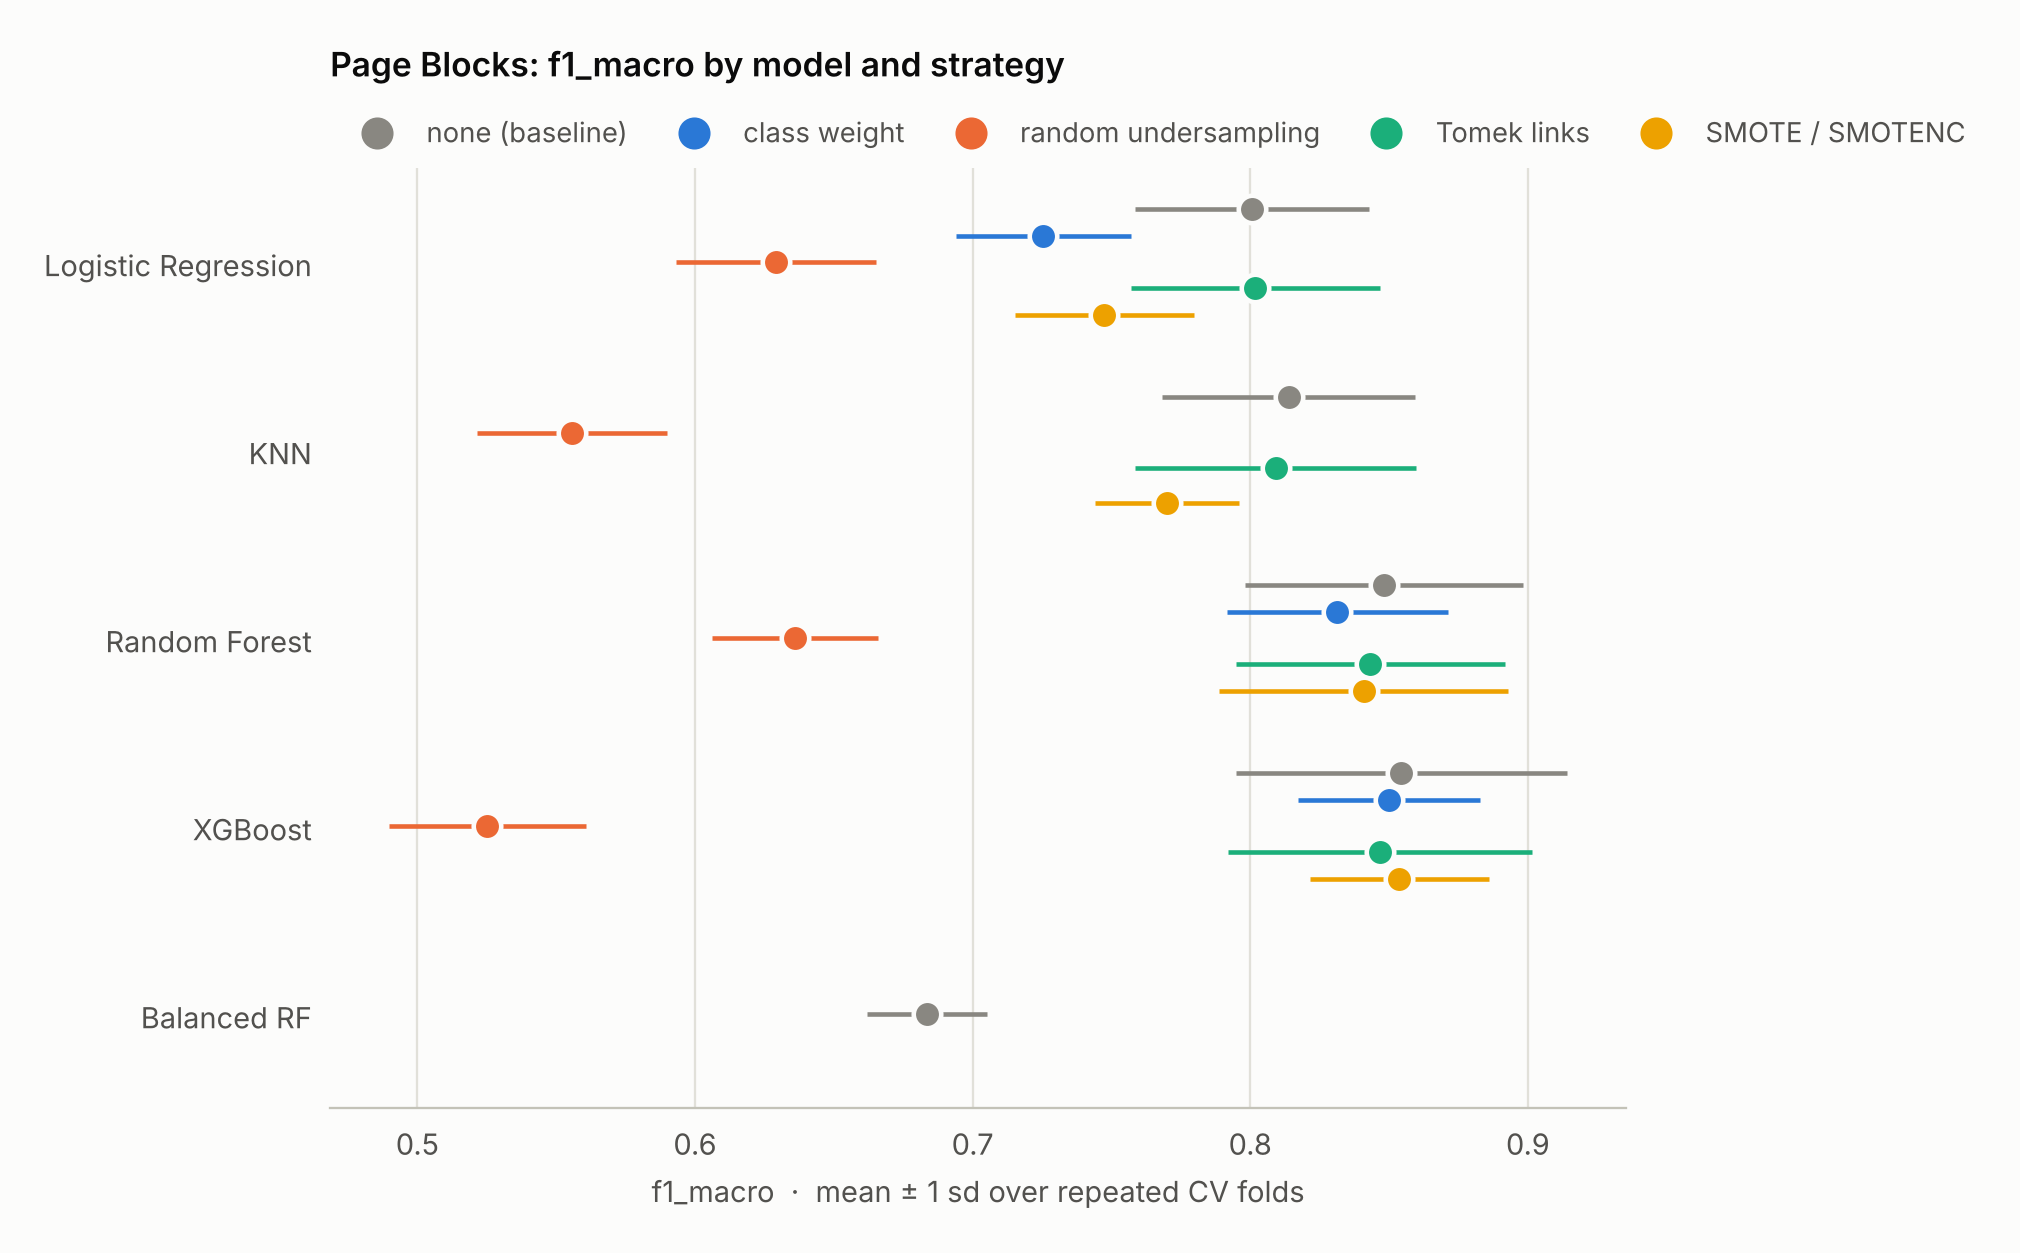 Page Blocks: f1_macro by model and strategy
none (baseline) class weight random undersampling Tomek links SMOTE / SMOTENC
Logistic Regression
KNN
Random Forest
XGBoost
Balanced RF
0.5 0.6 0.7 0.8 0.9
f1_macro · mean ± 1 sd over repeated CV folds